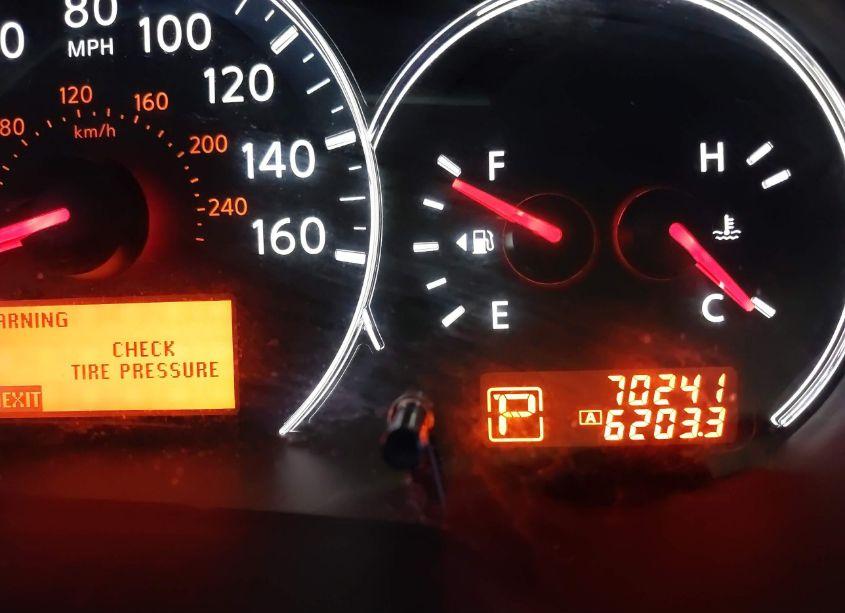 80
MPH
100
120
140
160
80
120
160
km/h
200
240
ARNING
CHECK
TIRE PRESSURE
EXIT
F
E
H
C
P
70241
A 6203.3